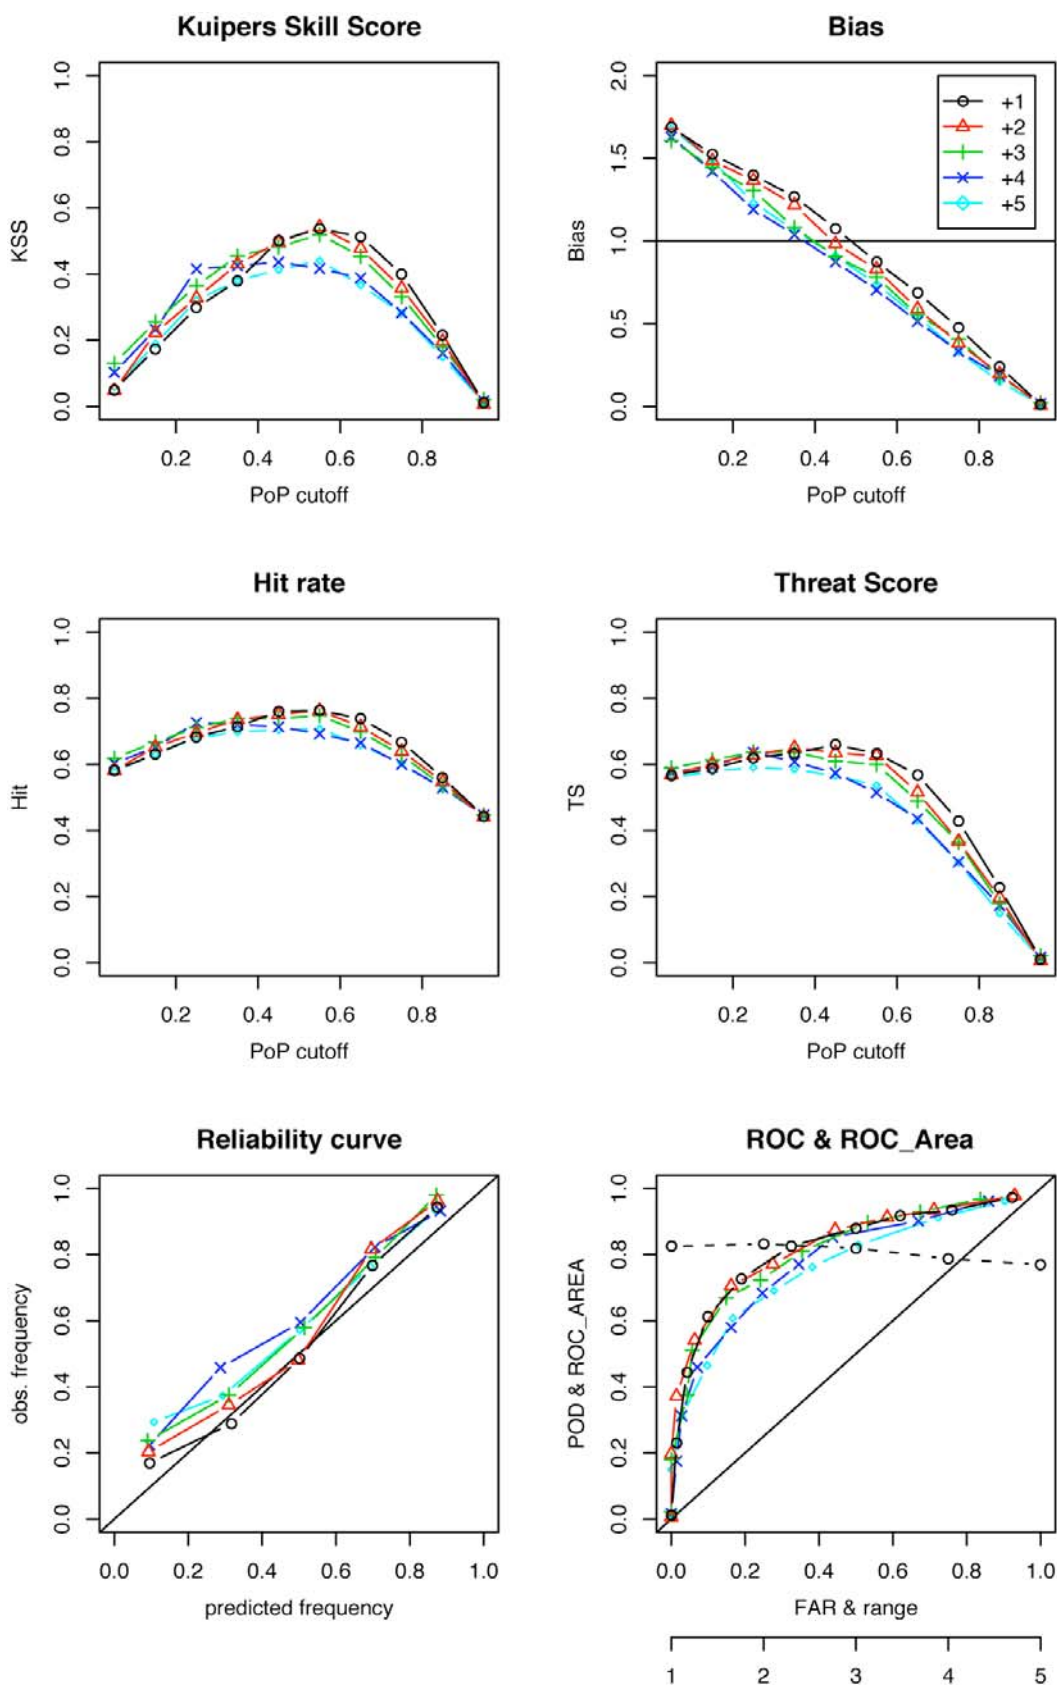 Kuipers Skill Score
KSS
0.0 0.2 0.4 0.6 0.8 1.0
0.2 0.4 0.6 0.8
PoP cutoff
Bias
Bias
0.0 0.5 1.0 1.5 2.0
+1
+2
+3
+4
+5
0.2 0.4 0.6 0.8
PoP cutoff
Hit rate
Hit
0.0 0.2 0.4 0.6 0.8 1.0
0.2 0.4 0.6 0.8
PoP cutoff
Threat Score
TS
0.0 0.2 0.4 0.6 0.8 1.0
0.2 0.4 0.6 0.8
PoP cutoff
Reliability curve
obs. frequency
0.0 0.2 0.4 0.6 0.8 1.0
0.0 0.2 0.4 0.6 0.8 1.0
predicted frequency
ROC & ROC_Area
POD & ROC_AREA
0.0 0.2 0.4 0.6 0.8 1.0
0.0 0.2 0.4 0.6 0.8 1.0
FAR & range
1 2 3 4 5